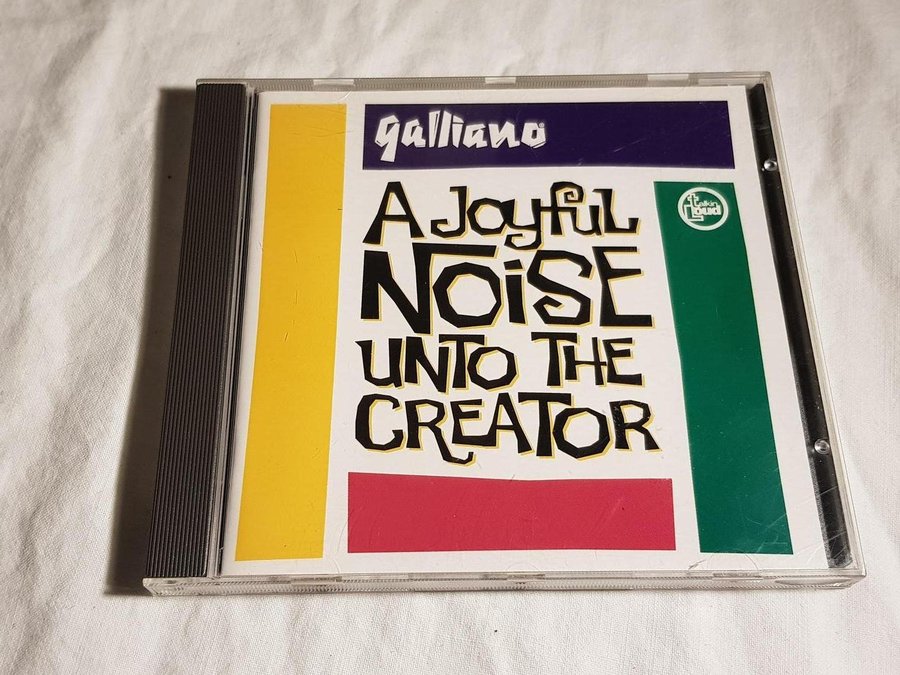 galliano®
talkin
Loud
A Joyful
NOiSE
UNTO THE
CREATOR